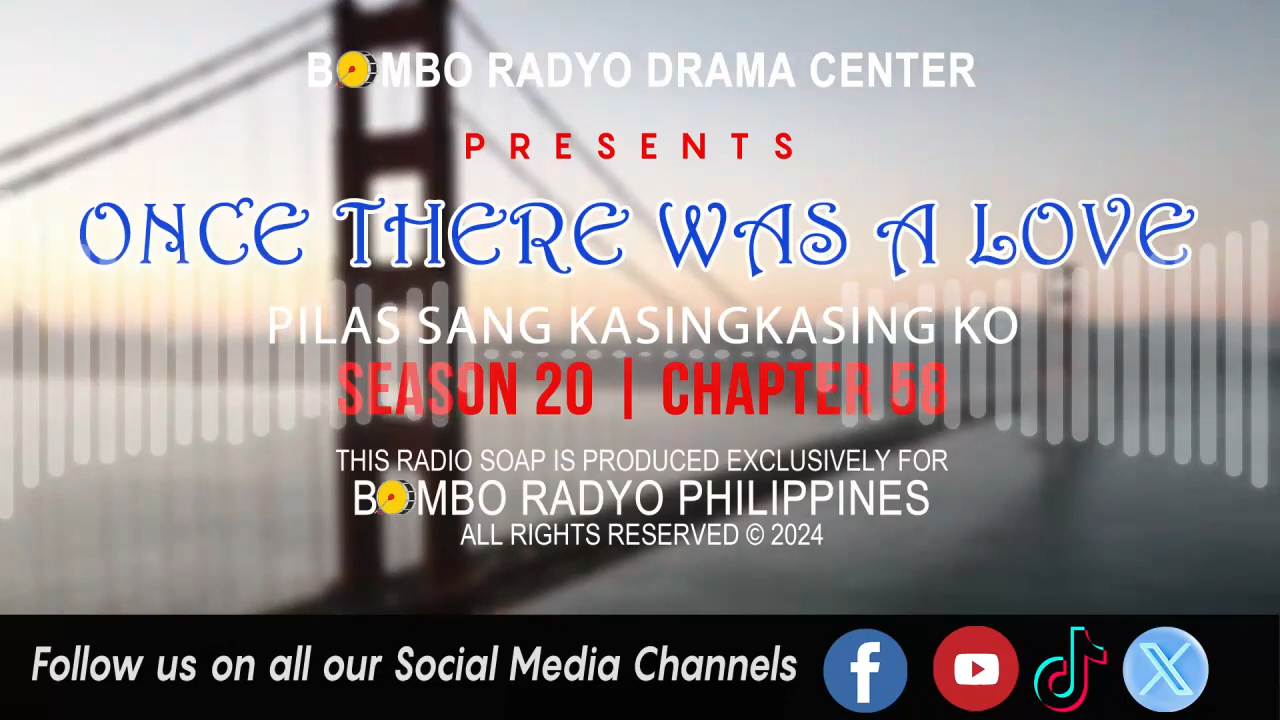 BOMBO RADYO DRAMA CENTER
PRESENTS
ONCE THERE WAS A LOVE
PILAS SANG KASINGKASING KO
SEASON 20 | CHAPTER 58
THIS RADIO SOAP IS PRODUCED EXCLUSIVELY FOR
BOMBO RADYO PHILIPPINES
ALL RIGHTS RESERVED © 2024
Follow us on all our Social Media Channels